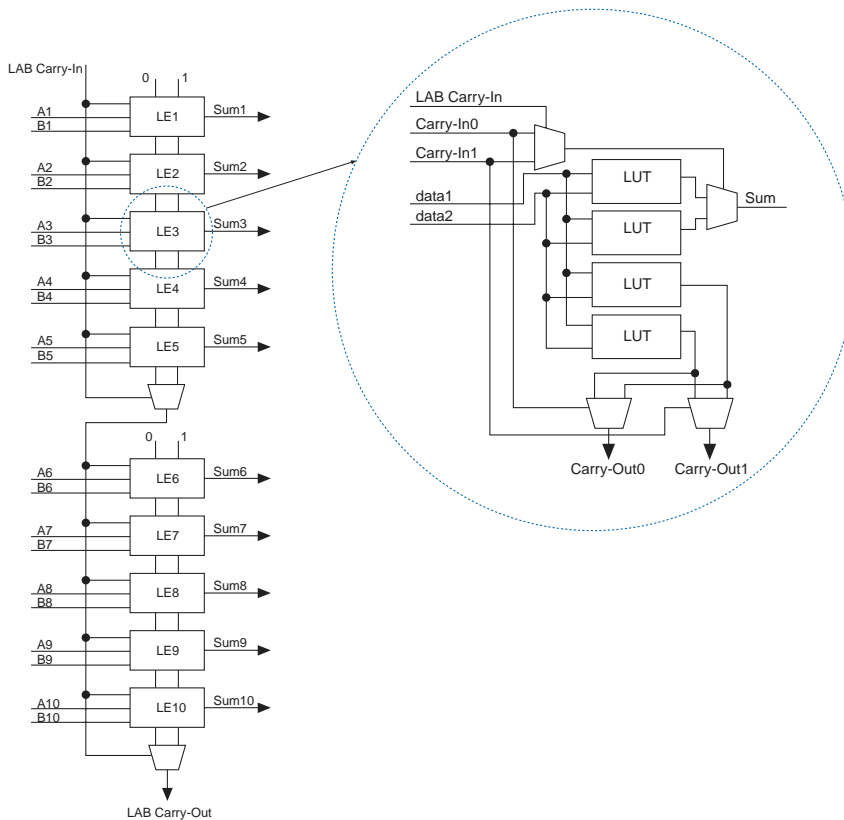 LAB Carry-In
0 1
A1
B1
LE1
Sum1
A2
B2
LE2
Sum2
A3
B3
LE3
Sum3
A4
B4
LE4
Sum4
A5
B5
LE5
Sum5
0 1
A6
B6
LE6
Sum6
A7
B7
LE7
Sum7
A8
B8
LE8
Sum8
A9
B9
LE9
Sum9
A10
B10
LE10
Sum10
LAB Carry-Out
LAB Carry-In
Carry-In0
Carry-In1
data1
data2
LUT
LUT
LUT
LUT
Sum
Carry-Out0
Carry-Out1